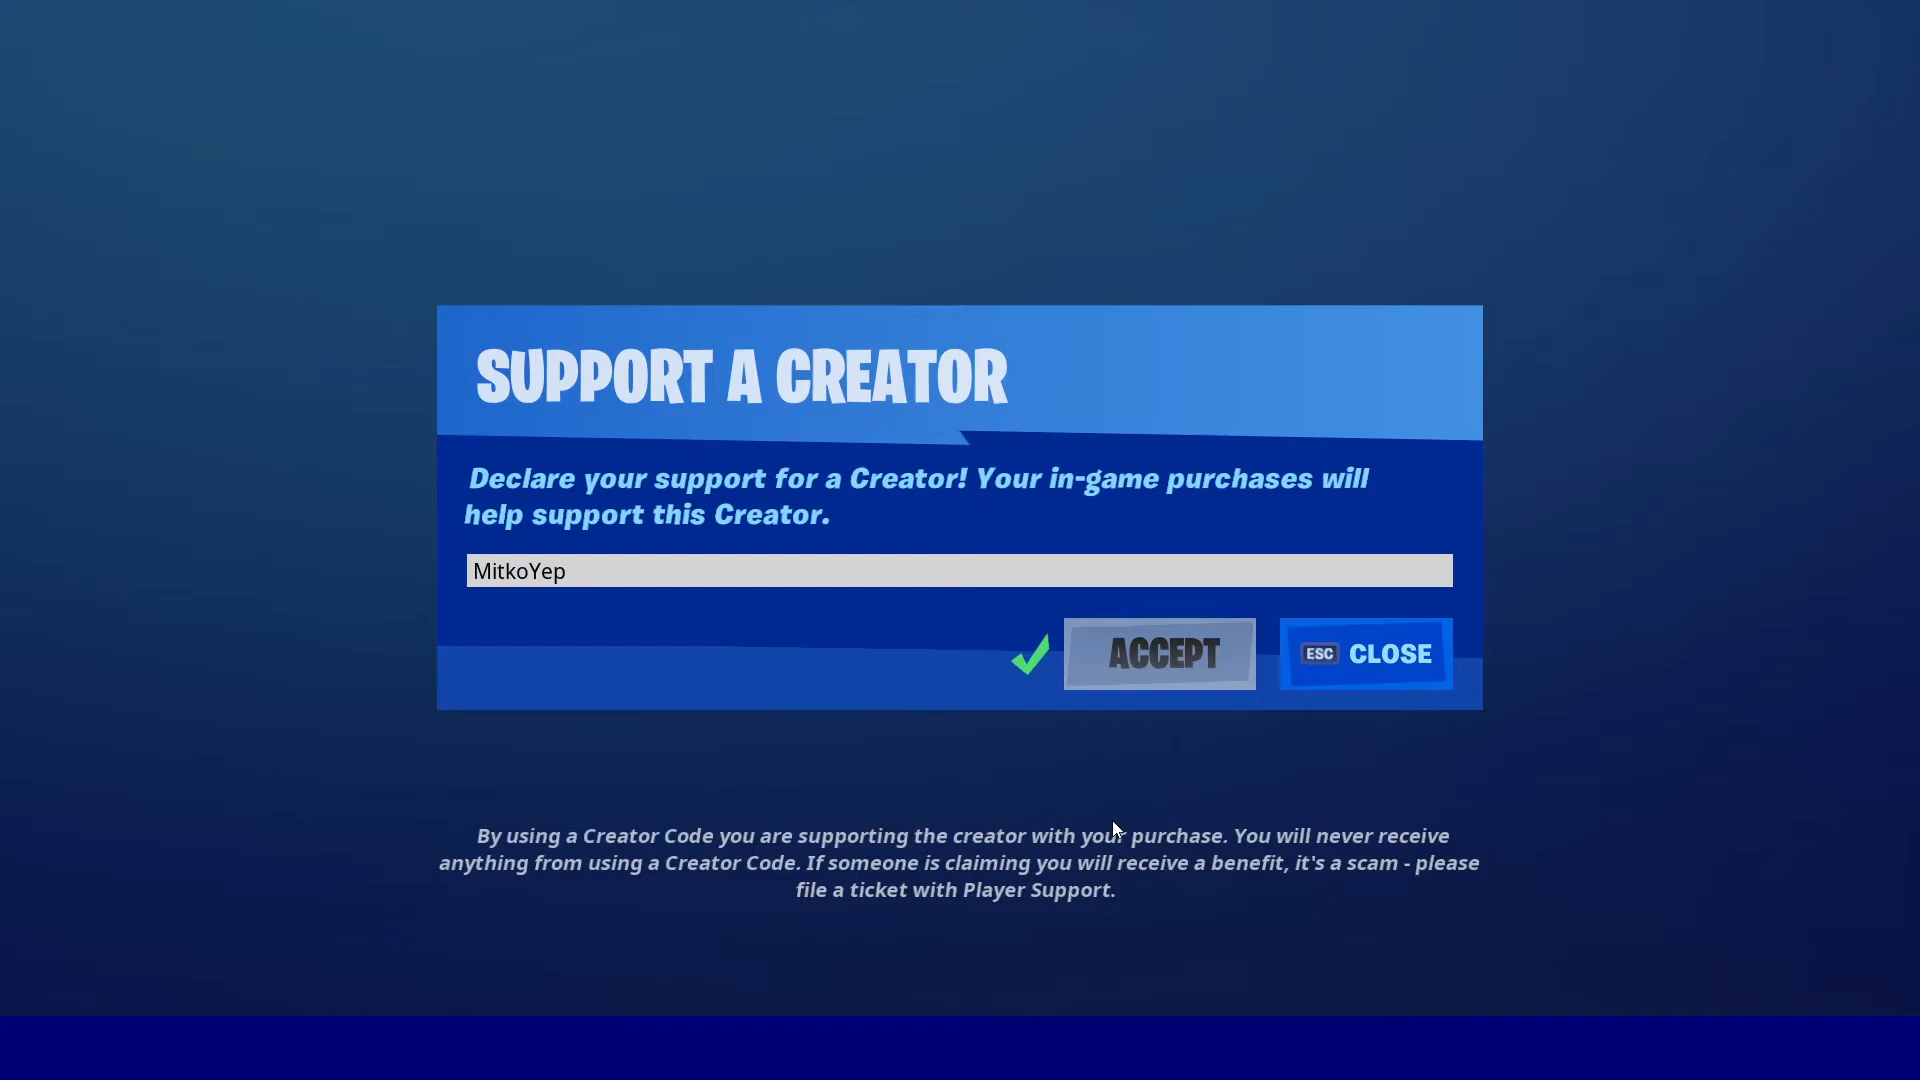 SUPPORT A CREATOR
Declare your support for a Creator! Your in-game purchases will
help support this Creator.
MitkoYep
ACCEPT
ESC CLOSE
By using a Creator Code you are supporting the creator with your purchase. You will never receive
anything from using a Creator Code. If someone is claiming you will receive a benefit, it's a scam - please
file a ticket with Player Support.